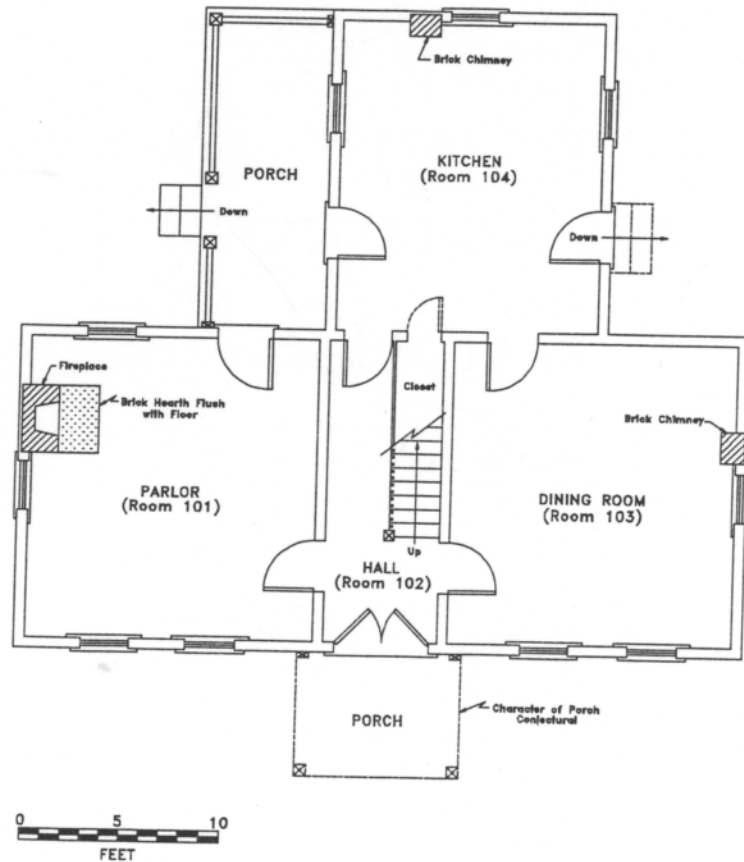 Brick Chimney
KITCHEN
(Room 104)
PORCH
Down
Down
Fireplace
Closet
Brick Hearth Flush
with Floor
Brick Chimney
PARLOR
(Room 101)
DINING ROOM
(Room 103)
Up
HALL
(Room 102)
PORCH
Character of Porch
Conjectural
0 5 10
FEET